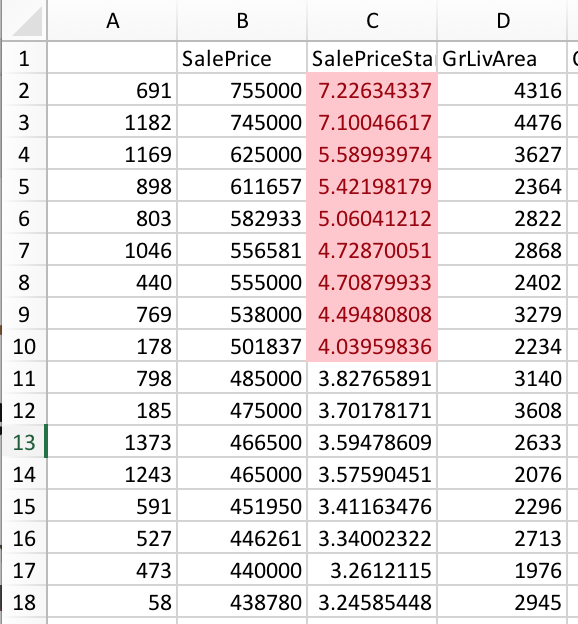 A B C D
1 SalePrice SalePriceSta GrLivArea
2 691 755000 7.22634337 4316
3 1182 745000 7.10046617 4476
4 1169 625000 5.58993974 3627
5 898 611657 5.42198179 2364
6 803 582933 5.06041212 2822
7 1046 556581 4.72870051 2868
8 440 555000 4.70879933 2402
9 769 538000 4.49480808 3279
10 178 501837 4.03959836 2234
11 798 485000 3.82765891 3140
12 185 475000 3.70178171 3608
13 1373 466500 3.59478609 2633
14 1243 465000 3.57590451 2076
15 591 451950 3.41163476 2296
16 527 446261 3.34002322 2713
17 473 440000 3.2612115 1976
18 58 438780 3.24585448 2945